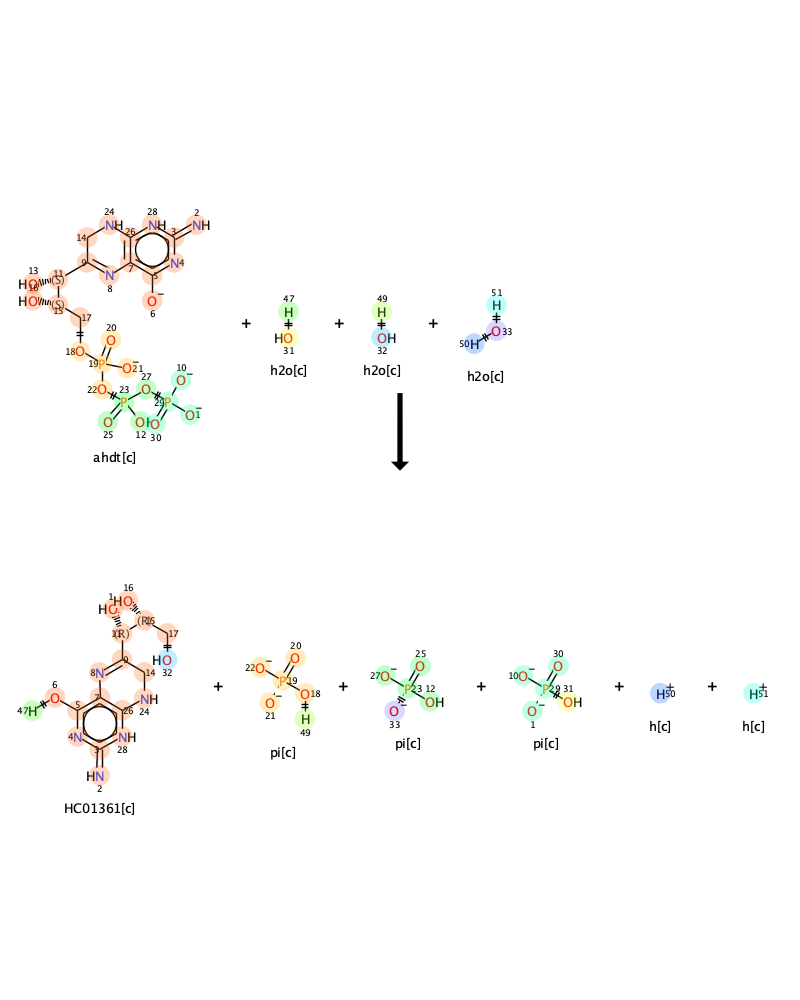 24
28
2
NH
NH
NH
14
26
3
9
7
N4
8
N
5
13
11
HO
(S)
O
6
16
HO
(S)
15
17
20
O
18
O
19
P
O
21
22
O
23
P
27
O
10
O
29
P
O
1
O
25
OH
12
O
30
ahdt[c]
+
47
H
HO
31
h2o[c]
+
49
H
OH
32
h2o[c]
+
51
H
O
33
50
H
h2o[c]
16
HO
HO
(R)
(R)
17
HO
32
9
8
N
14
6
O
47
H
5
7
26
NH
24
4
N
3
NH
28
HN
2
HC01361[c]
+
22
O
20
O
P
19
O
18
O
21
H
49
pi[c]
+
25
O
27
O
P
23
12
OH
O
33
pi[c]
+
30
O
10
O
P
29
31
OH
O
1
pi[c]
+
H
+
50
h[c]
+
H
+
51
h[c]